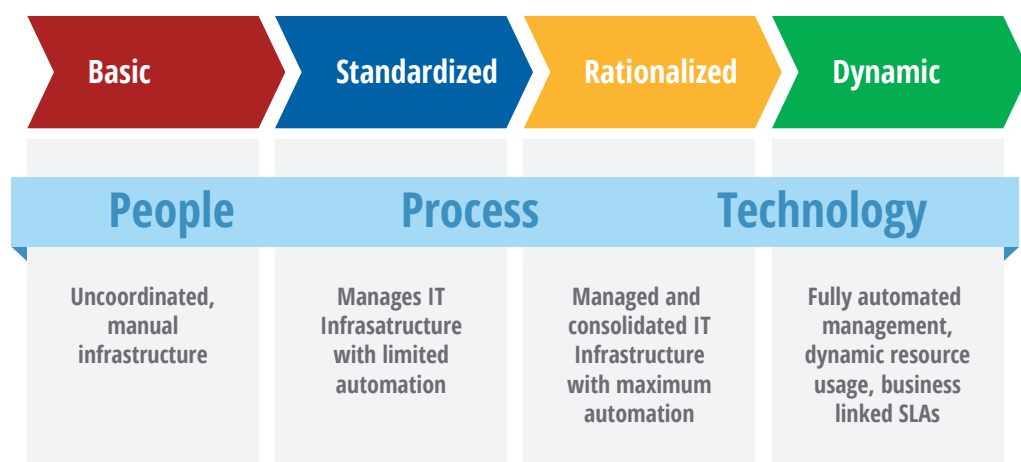 Basic
Standardized
Rationalized
Dynamic
People
Process
Technology
Uncoordinated,
manual
infrastructure
Manages IT
Infrasatructure
with limited
automation
Managed and
consolidated IT
Infrastructure
with maximum
automation
Fully automated
management,
dynamic resource
usage, business
linked SLAs